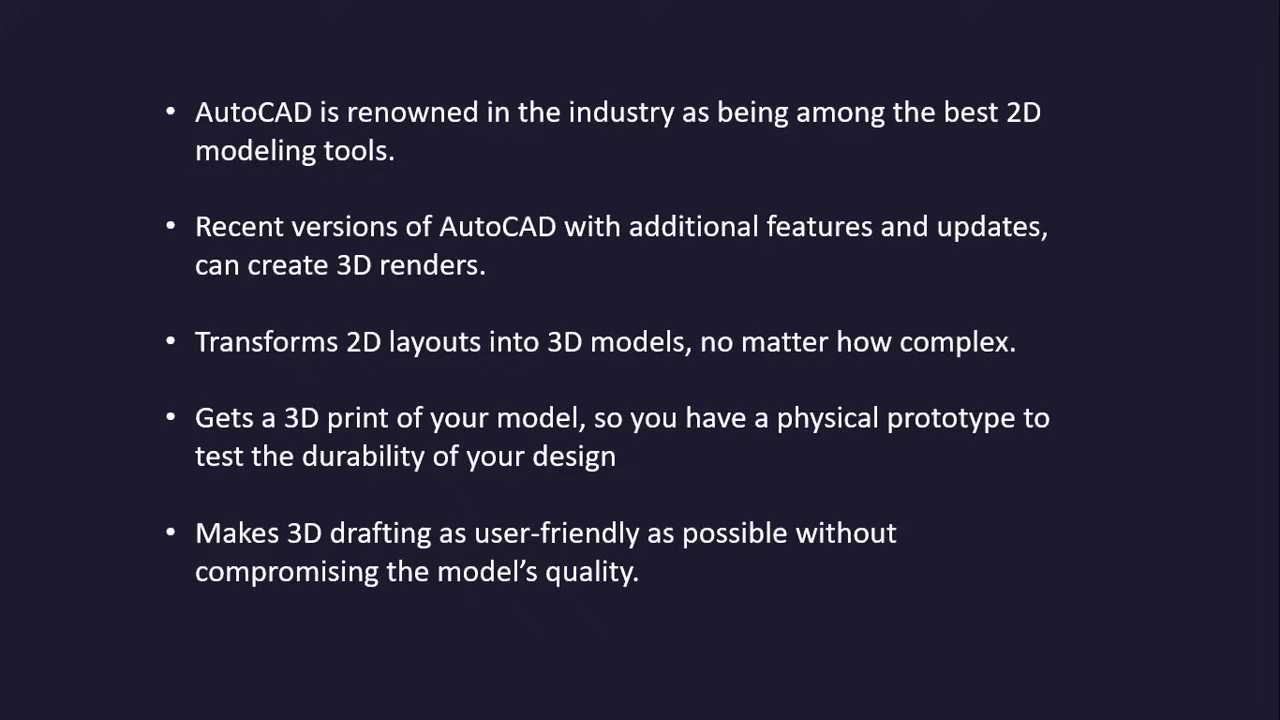 • AutoCAD is renowned in the industry as being among the best 2D
modeling tools.
• Recent versions of AutoCAD with additional features and updates,
can create 3D renders.
• Transforms 2D layouts into 3D models, no matter how complex.
• Gets a 3D print of your model, so you have a physical prototype to
test the durability of your design
• Makes 3D drafting as user-friendly as possible without
compromising the model’s quality.